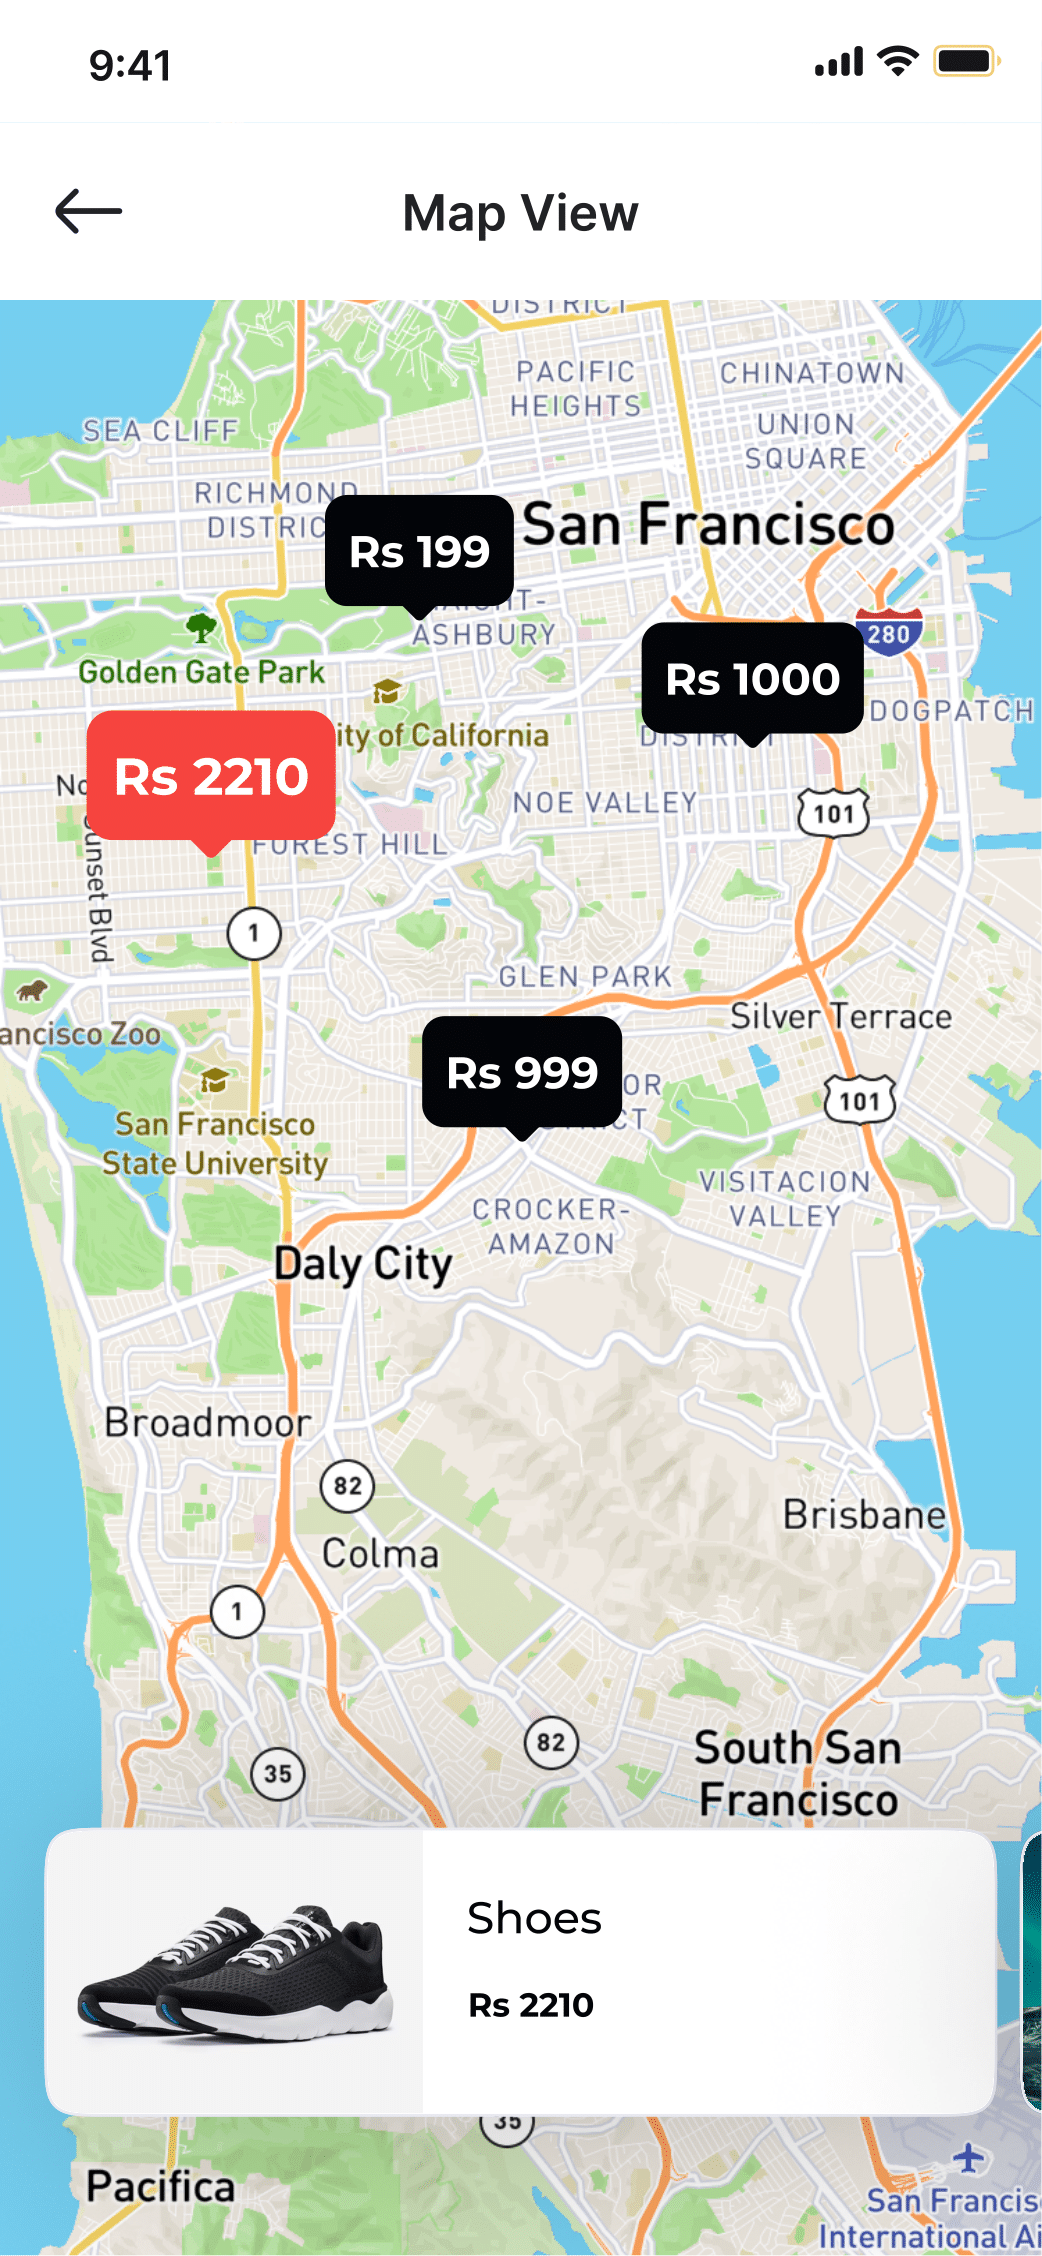 9:41
Map View
DISTRICT
PACIFIC
HEIGHTS
CHINATOWN
UNION
SQUARE
SEA CLIFF
RICHMOND
DISTRIC
Rs 199
San Francisco
ASHBURY
280
Golden Gate Park
Rs 1000
DOGPATCH
ity of California
DISTRICT
Rs 2210
No
unset Blvd
NOE VALLEY
101
FOREST HILL
1
GLEN PARK
Silver Terrace
ancisco Zoo
Rs 999
OR
101
San Francisco
State University
VISITACION
VALLEY
CROCKER-
AMAZON
Daly City
Broadmoor
82
Brisbane
Colma
1
82
South San
Francisco
35
Shoes
Rs 2210
35
Pacifica
San Francis
International Ai